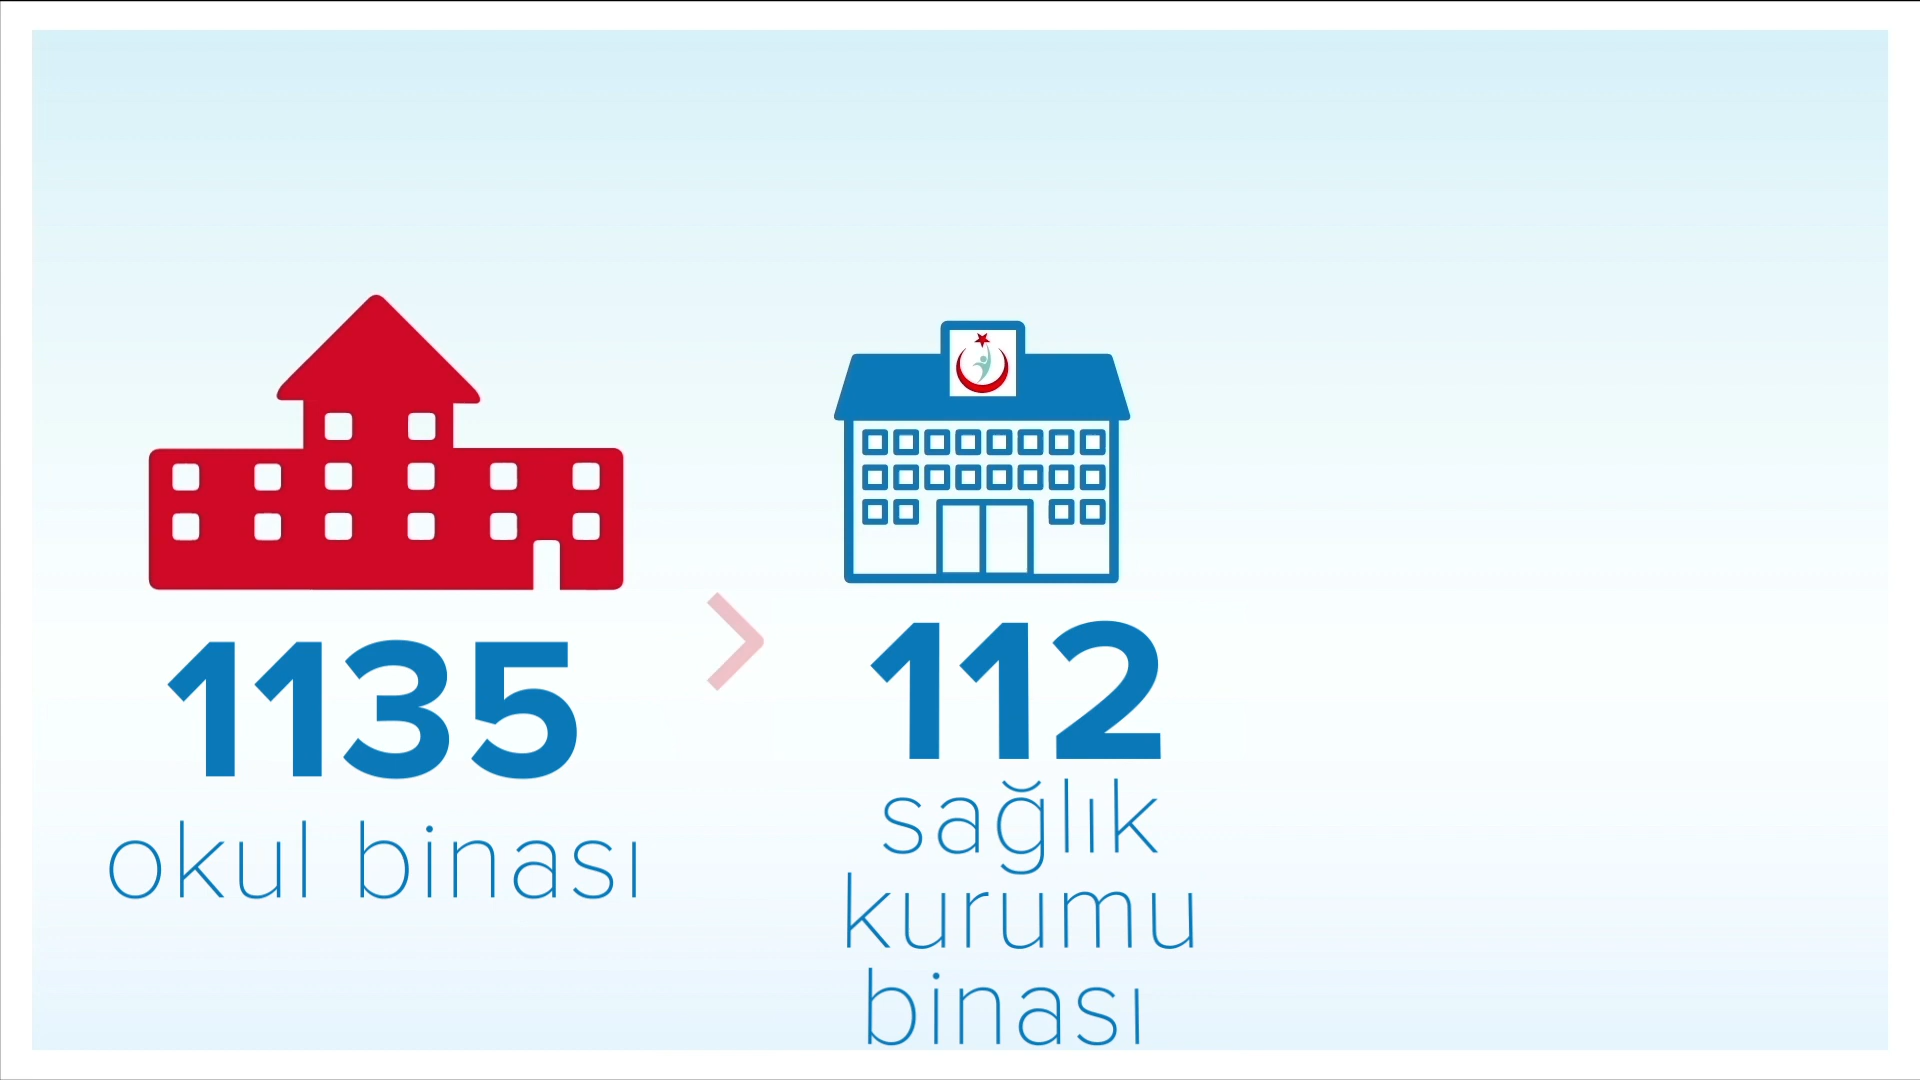 1135
okul binası
112
sağlık
kurumu
binası